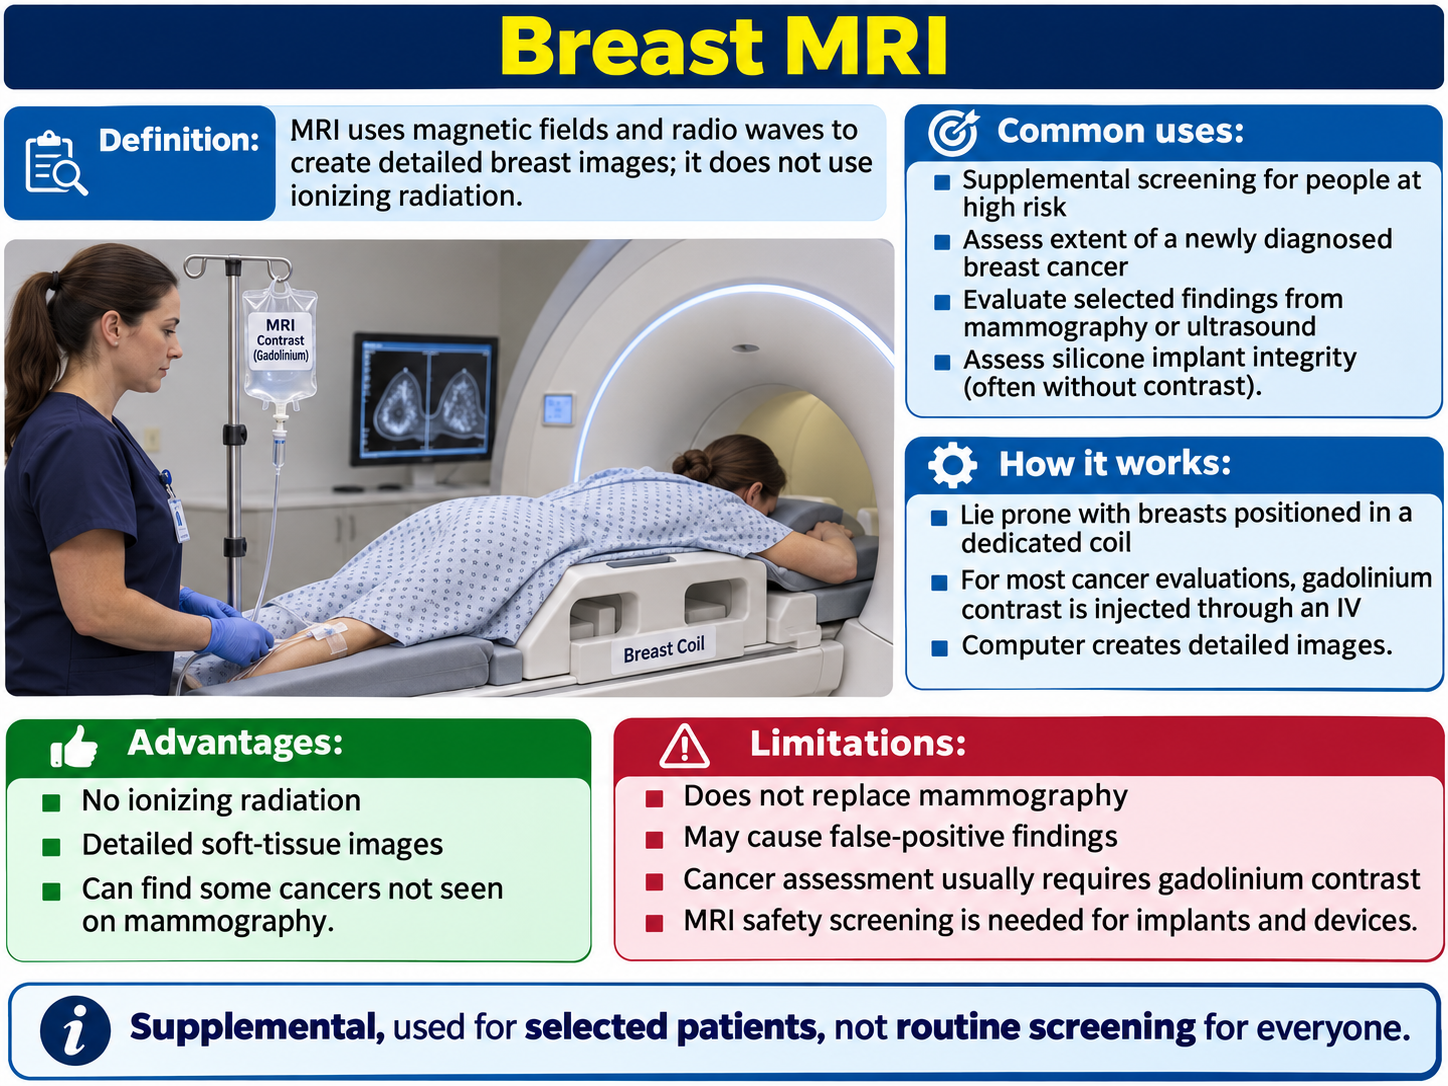 Breast MRI
Definition:
MRI uses magnetic fields and radio waves to
create detailed breast images; it does not use
ionizing radiation.
MRI
Contrast
(Gadolinium)
Breast Coil
Common uses:
Supplemental screening for people at
high risk
Assess extent of a newly diagnosed
breast cancer
Evaluate selected findings from
mammography or ultrasound
Assess silicone implant integrity
(often without contrast).
How it works:
Lie prone with breasts positioned in a
dedicated coil
For most cancer evaluations, gadolinium
contrast is injected through an IV
Computer creates detailed images.
Advantages:
No ionizing radiation
Detailed soft-tissue images
Can find some cancers not seen
on mammography.
Limitations:
Does not replace mammography
May cause false-positive findings
Cancer assessment usually requires gadolinium contrast
MRI safety screening is needed for implants and devices.
Supplemental, used for selected patients, not routine screening for everyone.